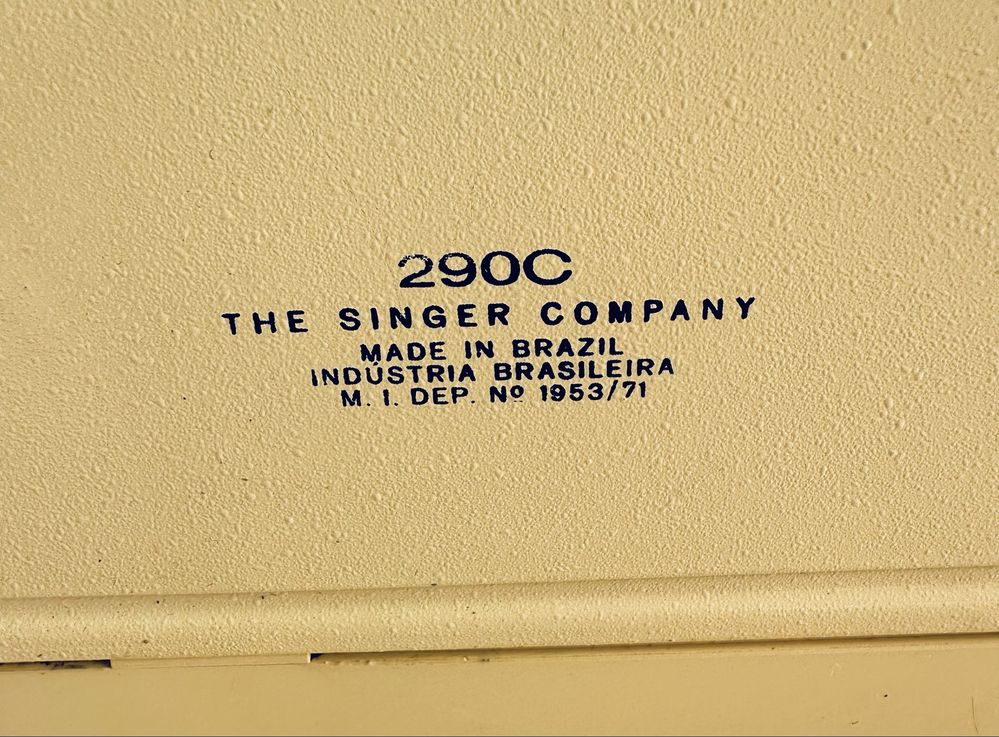 290C
THE SINGER COMPANY
MADE IN BRAZIL
INDÚSTRIA BRASILEIRA
M. I. DEP. Nº 1953/71